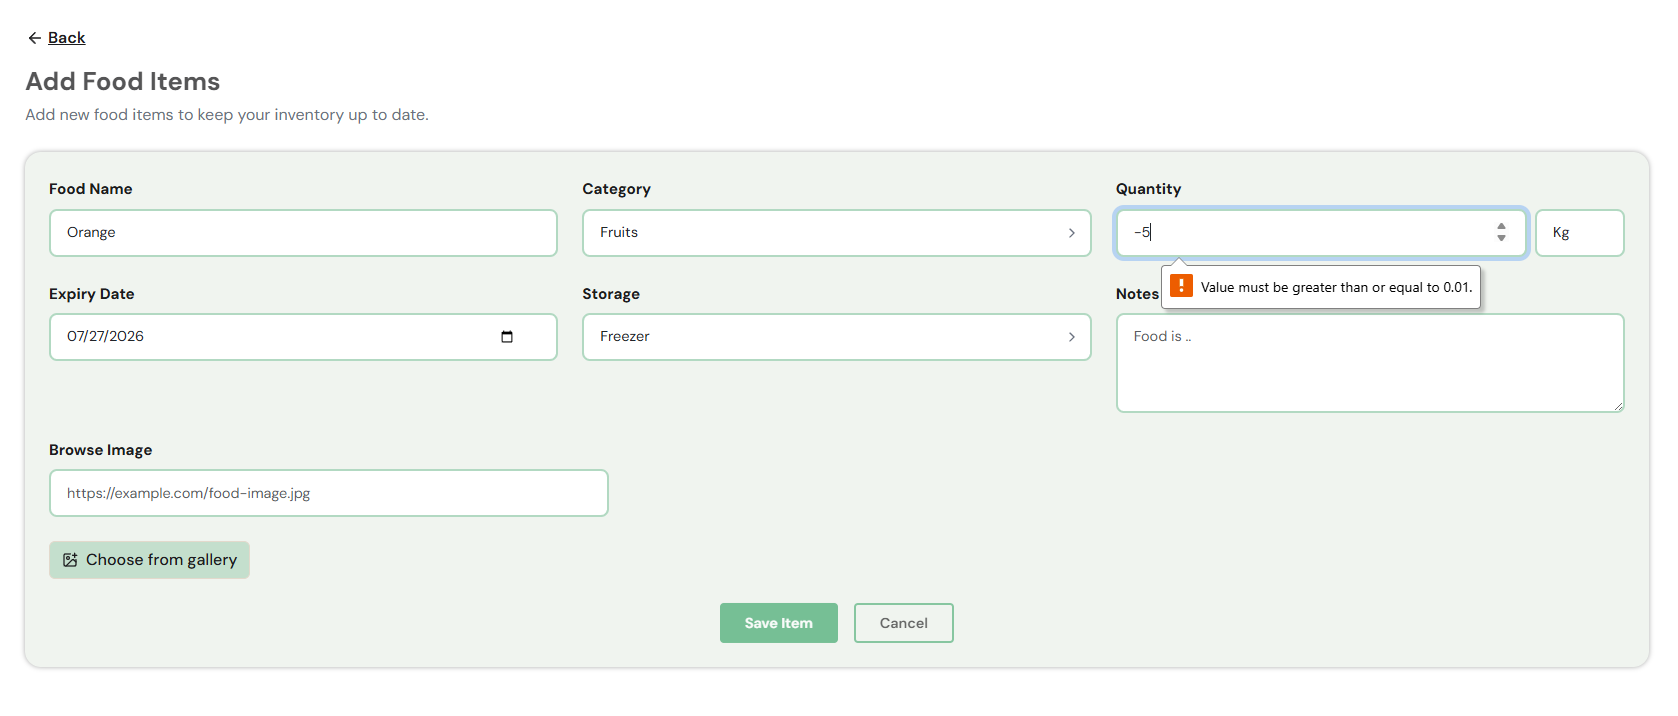 Back
Add Food Items
Add new food items to keep your inventory up to date.
Food Name
Category
Quantity
Orange
Fruits
-5
Kg
Value must be greater than or equal to 0.01.
Expiry Date
Storage
Notes
07/27/2026
Freezer
Food is ..
Browse Image
https://example.com/food-image.jpg
Choose from gallery
Save Item
Cancel